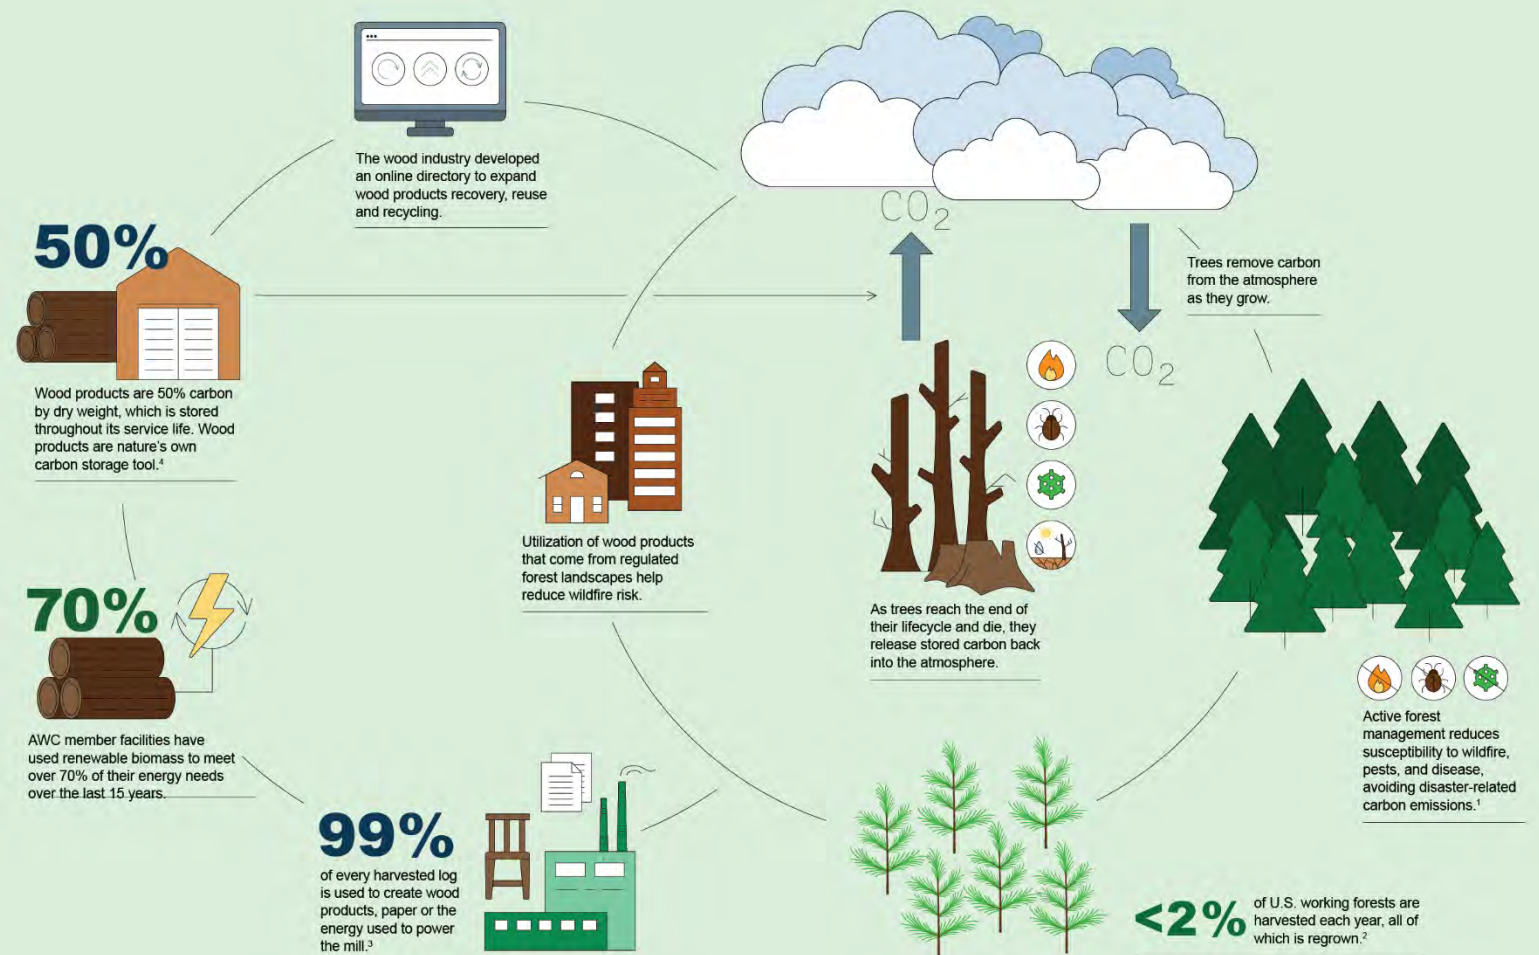 The wood industry developed
an online directory to expand
wood products recovery, reuse
and recycling.
50%
Wood products are 50% carbon
by dry weight, which is stored
throughout its service life. Wood
products are nature's own
carbon storage tool.⁴
70%
AWC member facilities have
used renewable biomass to meet
over 70% of their energy needs
over the last 15 years.
99%
of every harvested log
is used to create wood
products, paper or the
energy used to power
the mill.³
Utilization of wood products
that come from regulated
forest landscapes help
reduce wildfire risk.
CO₂
As trees reach the end of
their lifecycle and die, they
release stored carbon back
into the atmosphere.
CO₂
Trees remove carbon
from the atmosphere
as they grow.
Active forest
management reduces
susceptibility to wildfire,
pests, and disease,
avoiding disaster-related
carbon emissions.¹
<2%
of U.S. working forests are
harvested each year, all of
which is regrown.²